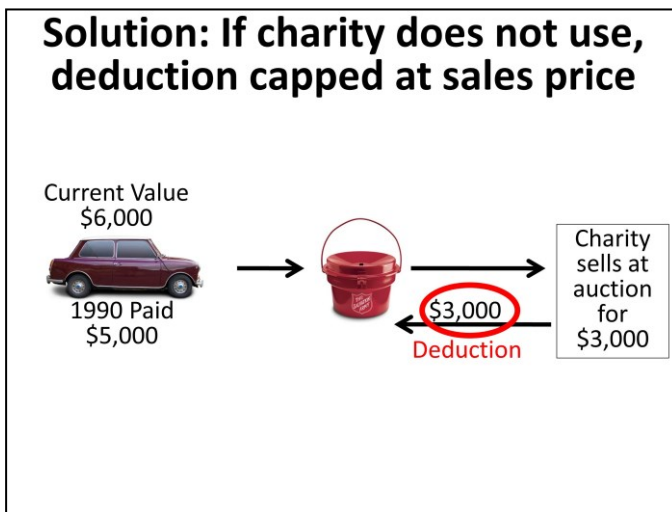 Solution: If charity does not use,
deduction capped at sales price
Current Value
$6,000
1990 Paid
$5,000
$3,000
Deduction
Charity
sells at
auction
for
$3,000